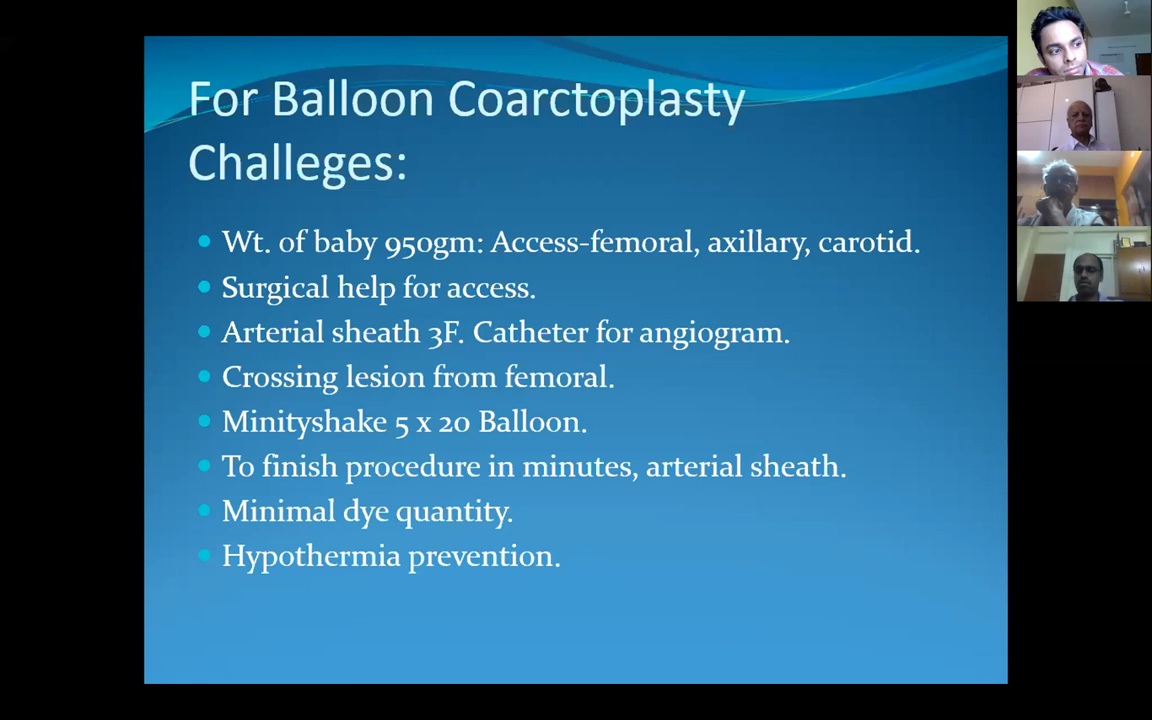 For Balloon Coarctoplasty
Challeges:
Wt. of baby 950gm: Access-femoral, axillary, carotid.
Surgical help for access.
Arterial sheath 3F. Catheter for angiogram.
Crossing lesion from femoral.
Minityshake 5 x 20 Balloon.
To finish procedure in minutes, arterial sheath.
Minimal dye quantity.
Hypothermia prevention.